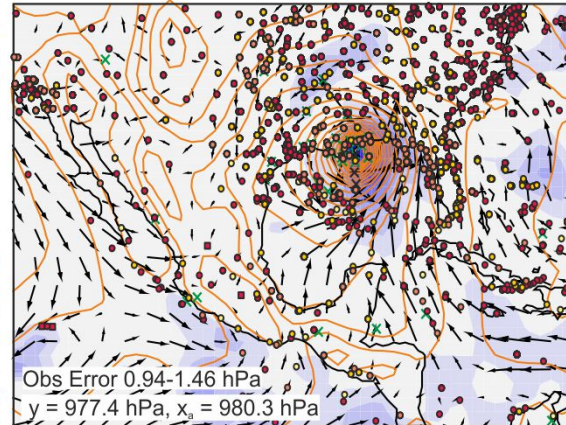 Obs Error 0.94-1.46 hPa
y = 977.4 hPa, xₐ = 980.3 hPa